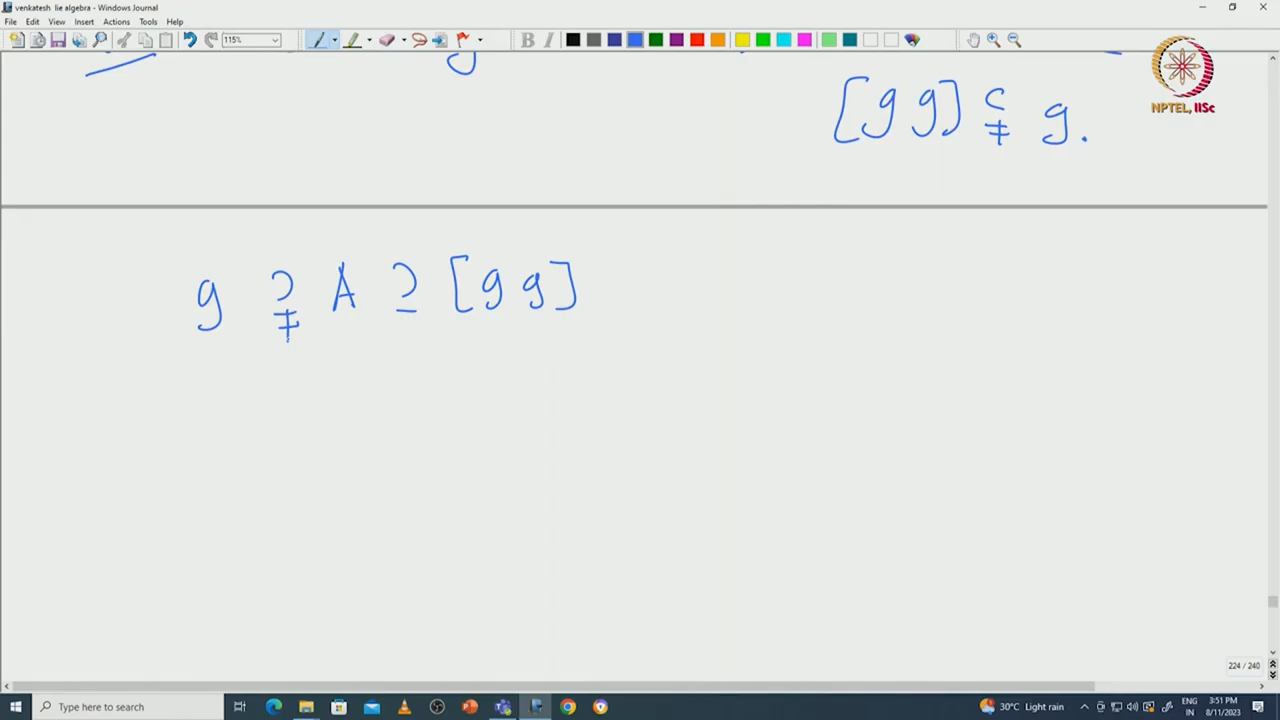 venkatesh lie algebra - Windows Journal
File Edit View Insert Actions Tools Help
115%
B I
NPTEL, IISc
[g g] ⊊ g.
g ⊋ A ⊇ [g g]
224 / 240
Type here to search
30°C Light rain
ENG
IN
3:51 PM
8/11/2023